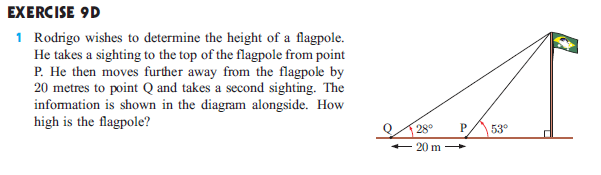 EXERCISE 9D
1 Rodrigo wishes to determine the height of a flagpole.
He takes a sighting to the top of the flagpole from point
P. He then moves further away from the flagpole by
20 metres to point Q and takes a second sighting. The
information is shown in the diagram alongside. How
high is the flagpole?
Q 28° P 53°
20 m